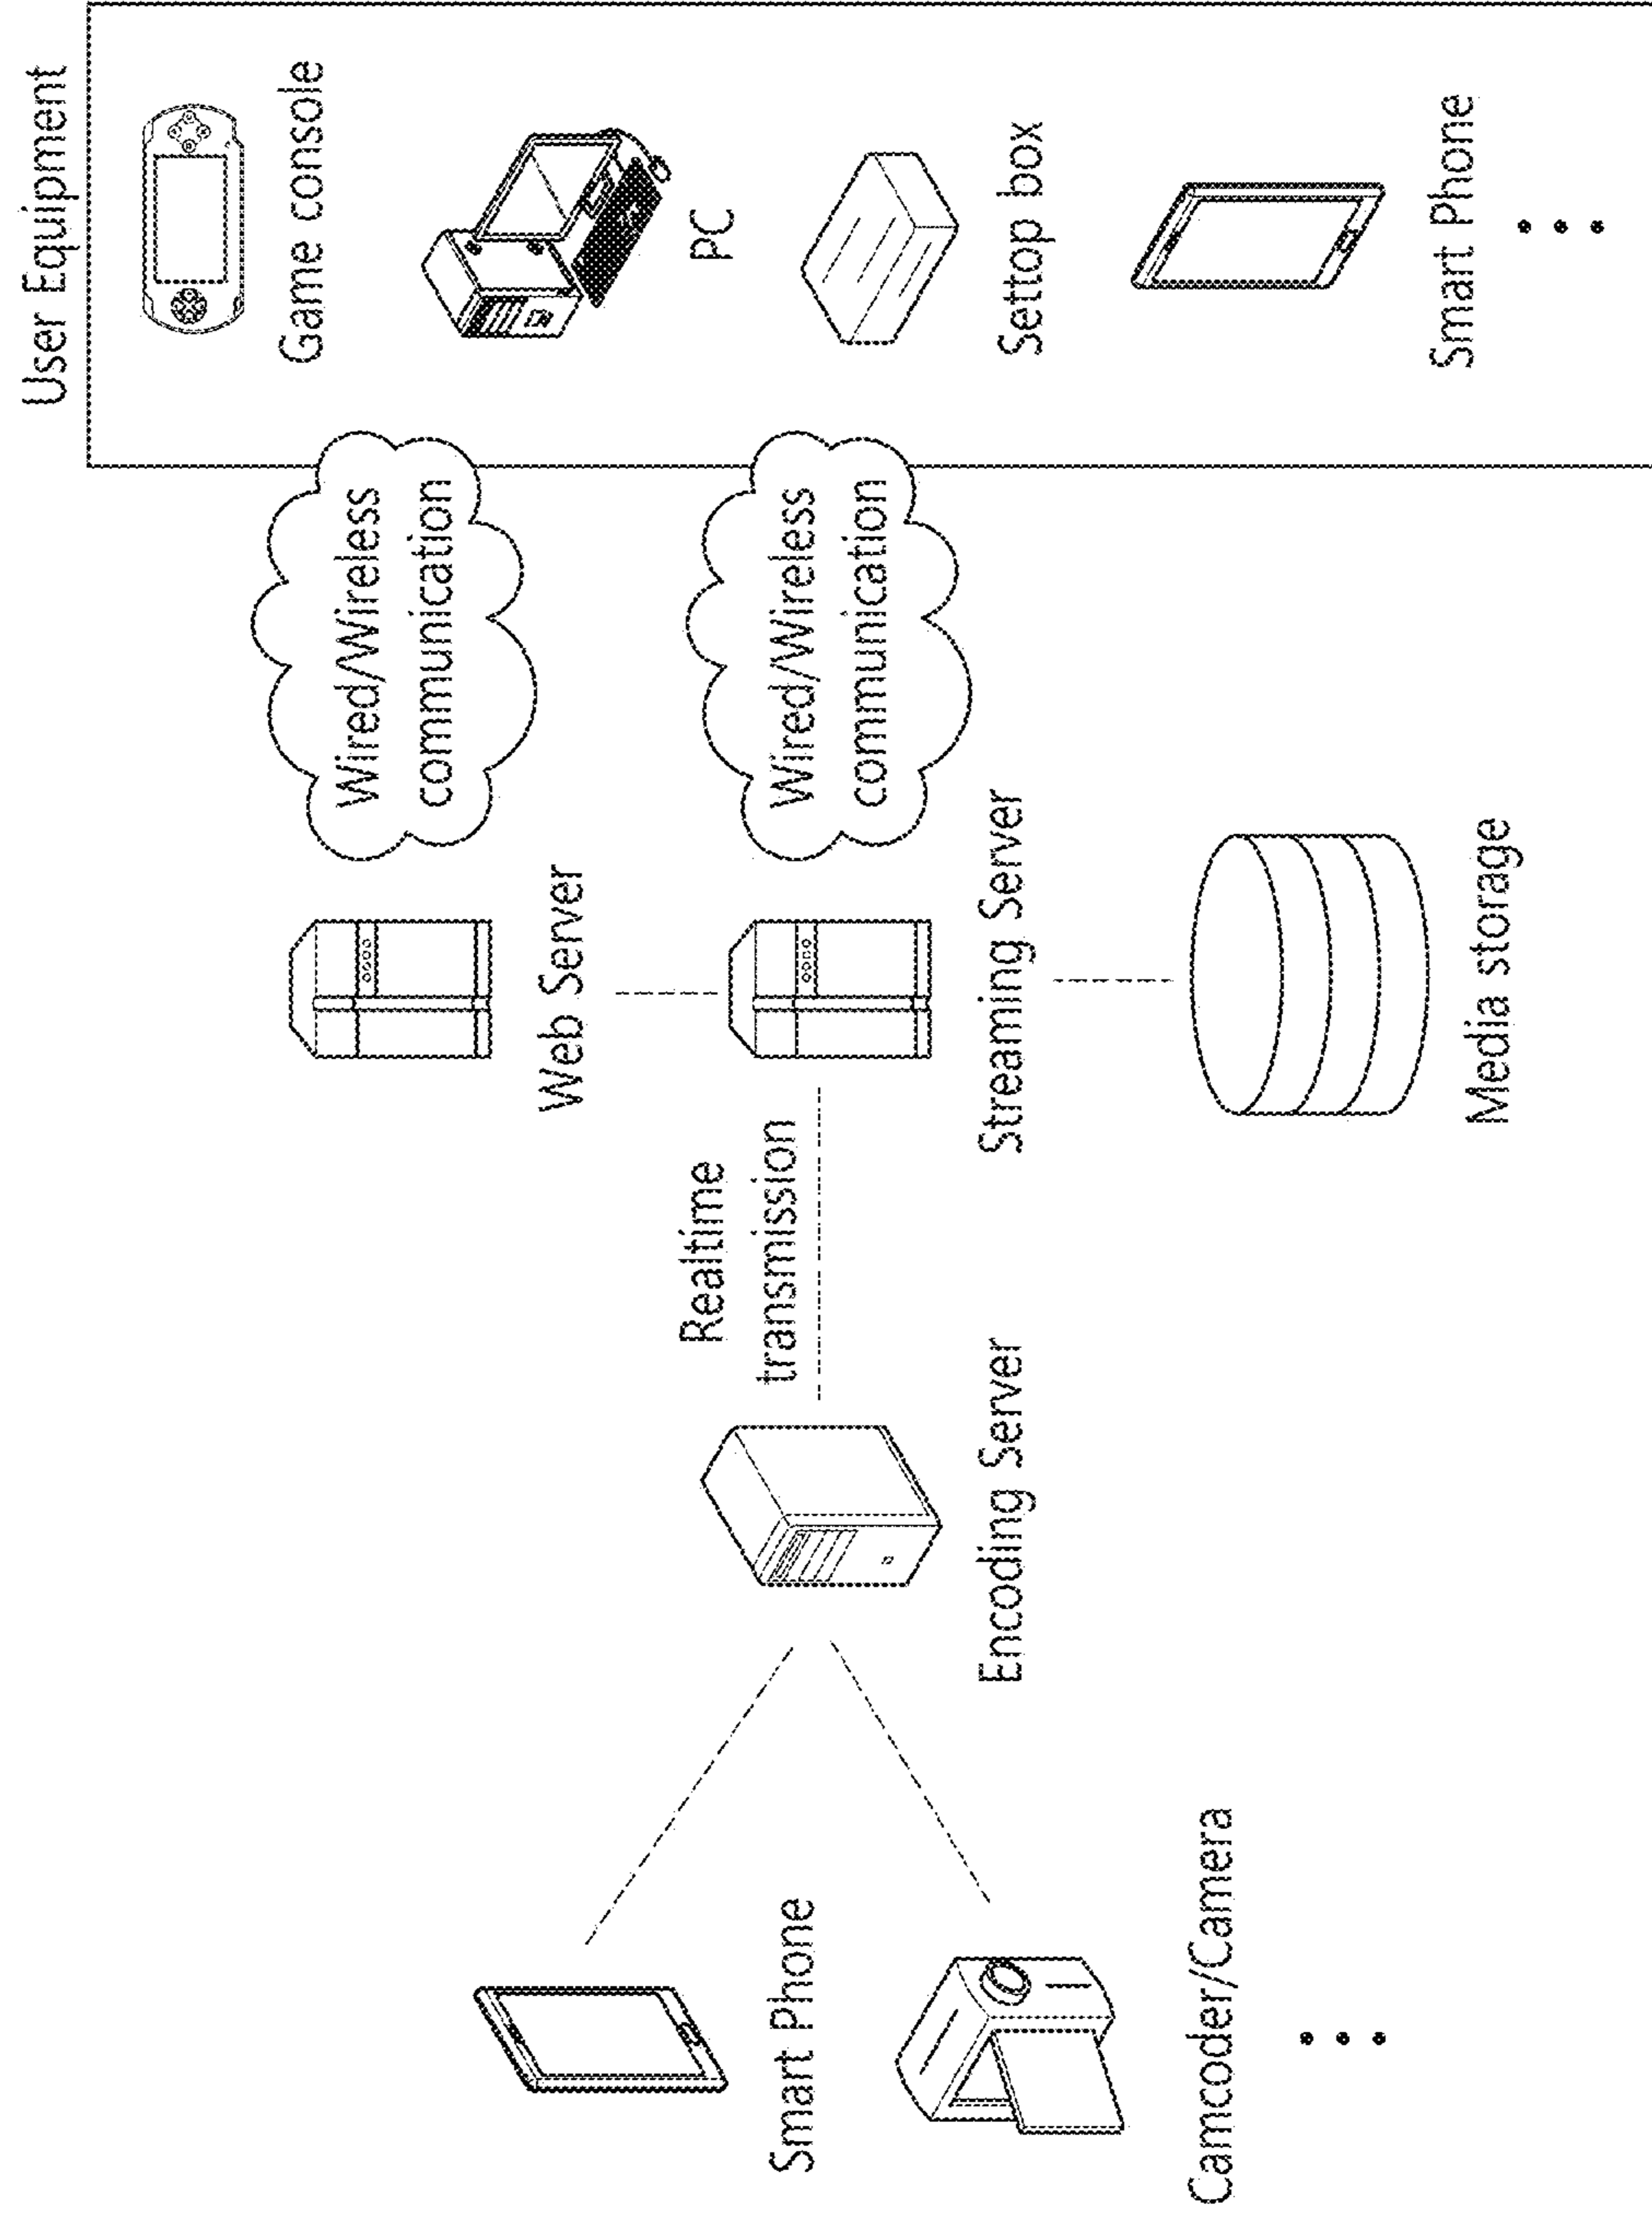 Smart Phone
Camcoder/Camera
Encoding Server
Realtime
transmission
Web Server
Streaming Server
Media storage
Wired/Wireless
communication
Wired/Wireless
communication
User Equipment
Game console
PC
Settop box
Smart Phone